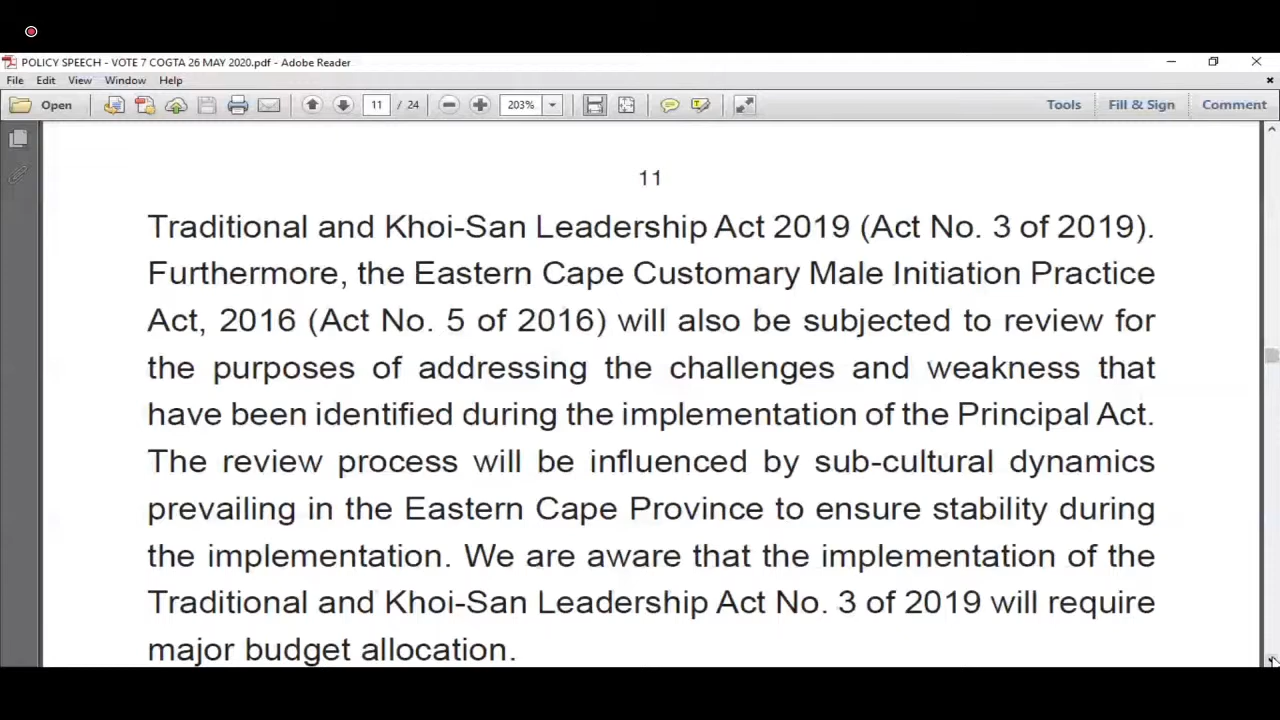 POLICY SPEECH - VOTE 7 COGTA 26 MAY 2020.pdf - Adobe Reader
File Edit View Window Help
Open 11 / 24 203% Tools Fill & Sign Comment
11
Traditional and Khoi-San Leadership Act 2019 (Act No. 3 of 2019).
Furthermore, the Eastern Cape Customary Male Initiation Practice
Act, 2016 (Act No. 5 of 2016) will also be subjected to review for
the purposes of addressing the challenges and weakness that
have been identified during the implementation of the Principal Act.
The review process will be influenced by sub-cultural dynamics
prevailing in the Eastern Cape Province to ensure stability during
the implementation. We are aware that the implementation of the
Traditional and Khoi-San Leadership Act No. 3 of 2019 will require
major budget allocation.